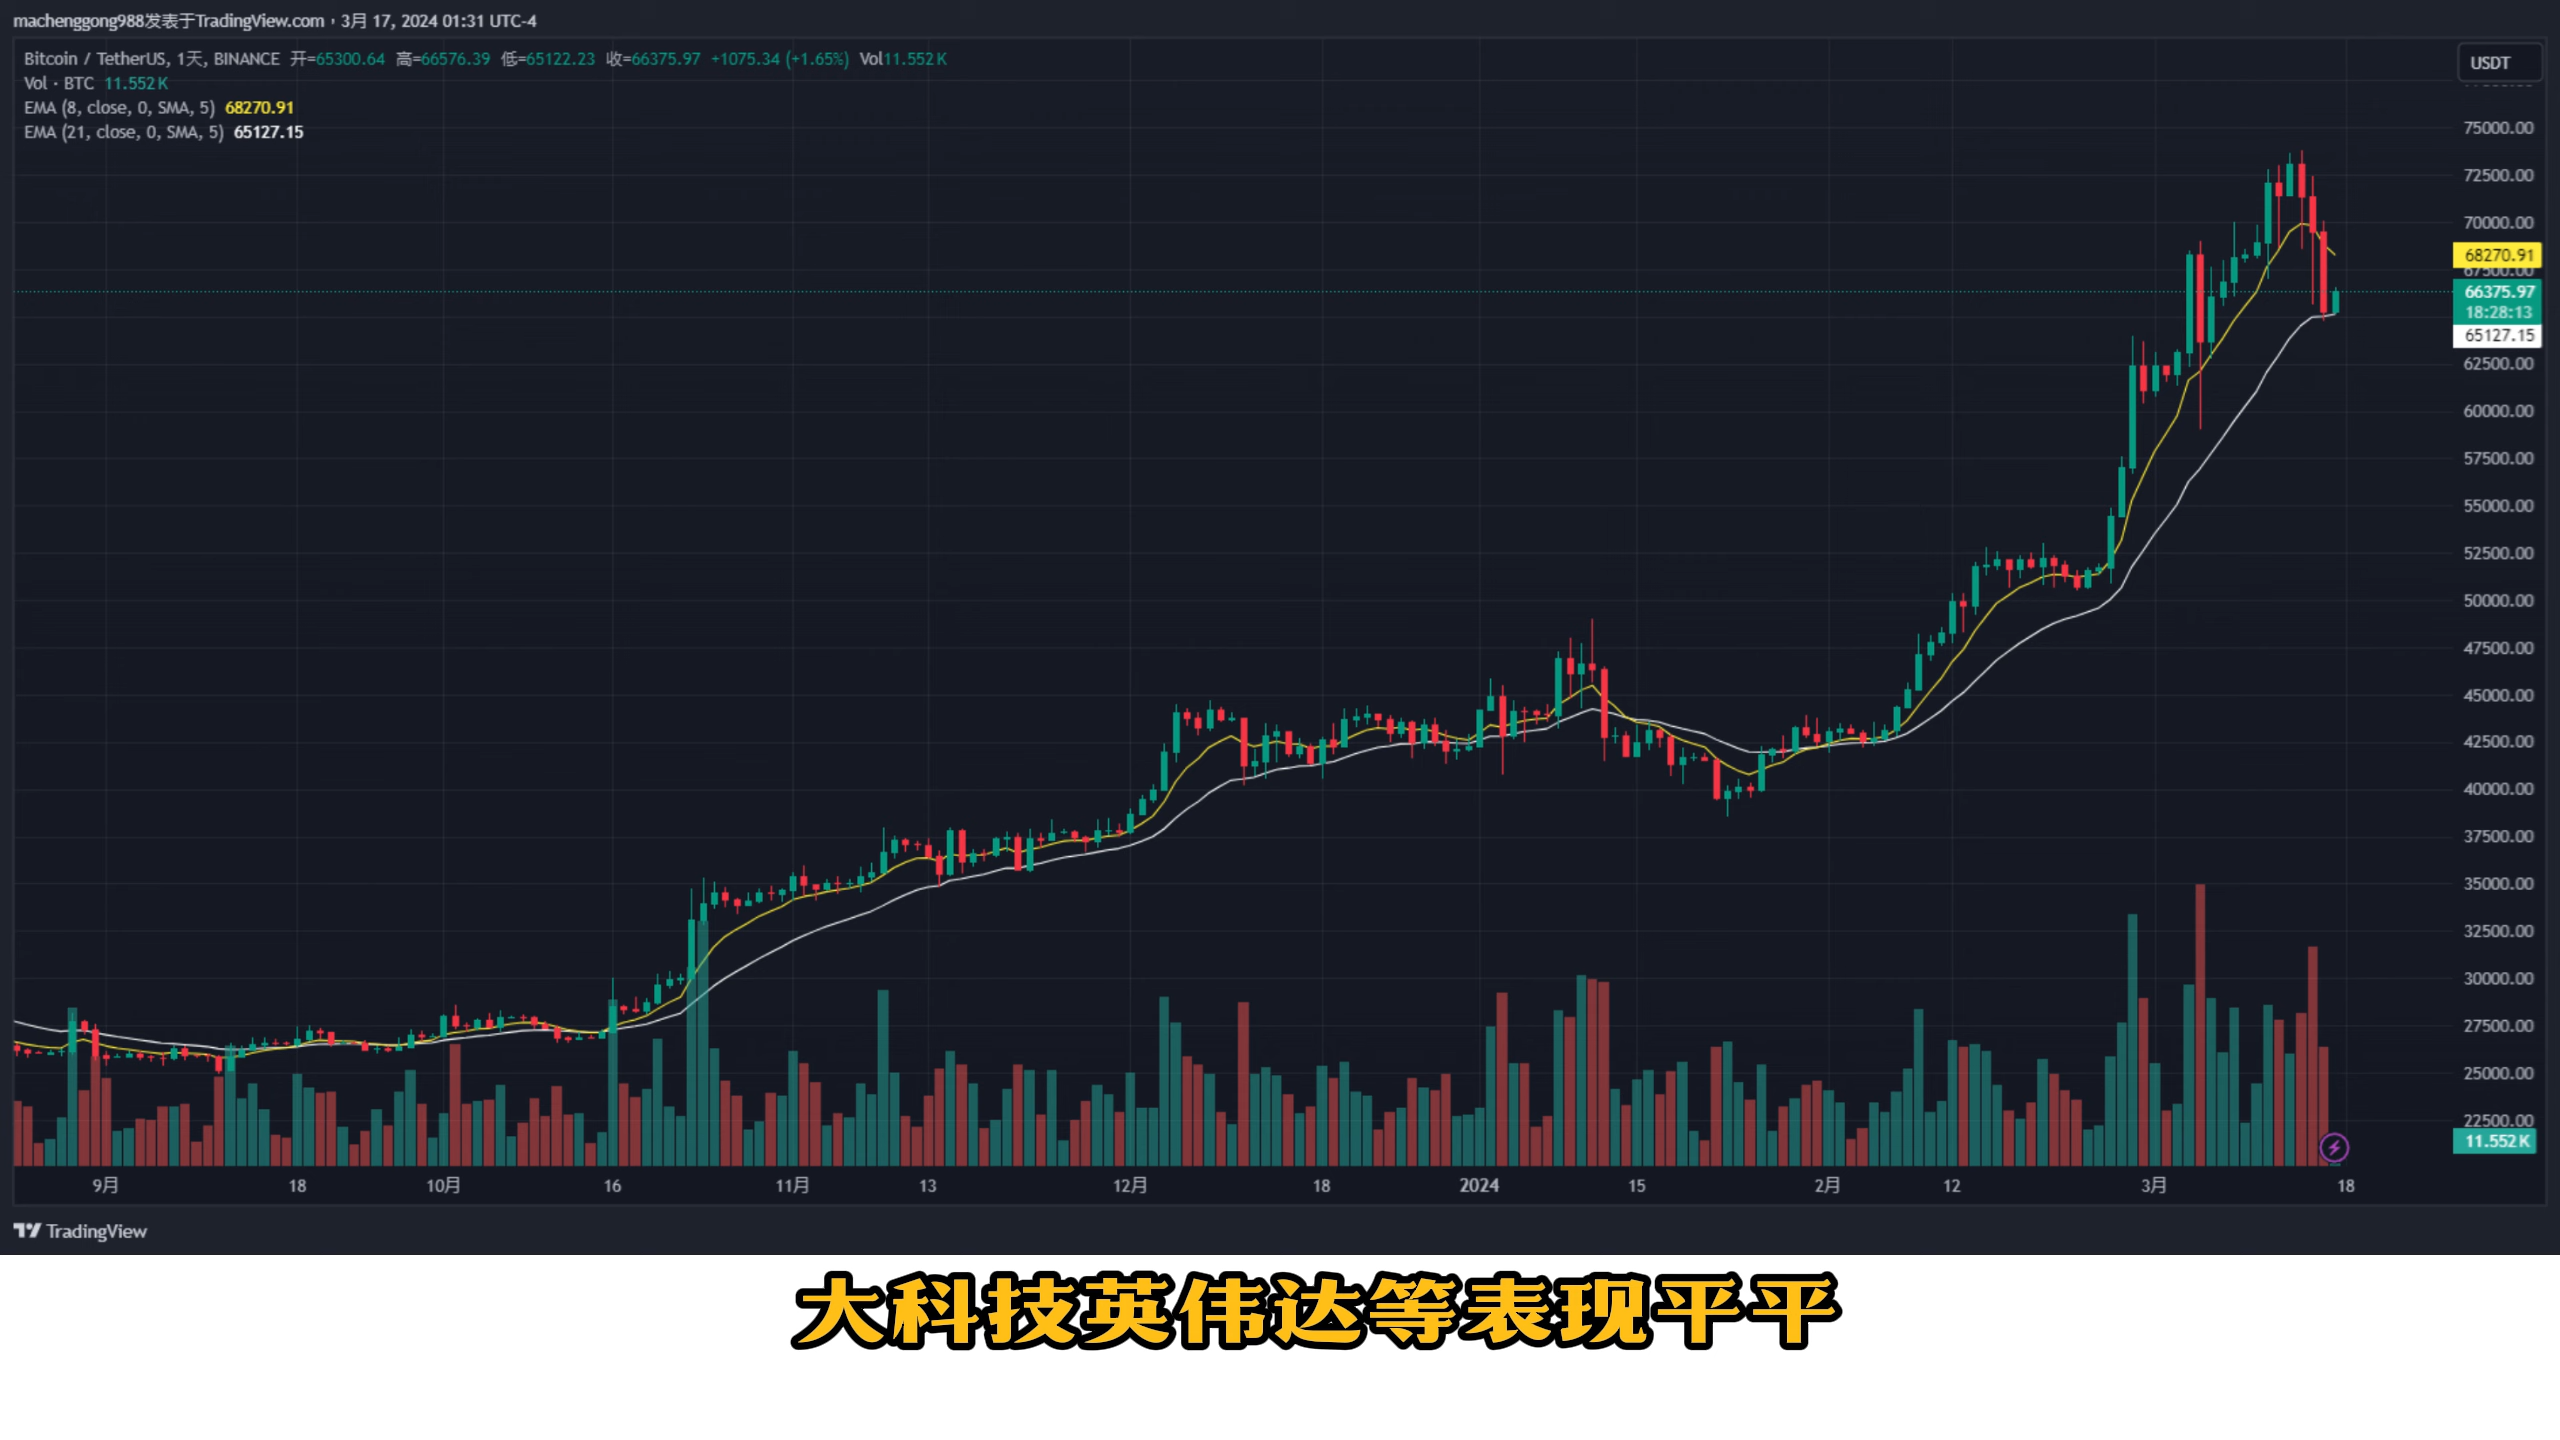 machenggong988发表于TradingView.com，3月 17, 2024 01:31 UTC-4
Bitcoin / TetherUS, 1天, BINANCE 开=65300.64 高=66576.39 低=65122.23 收=66375.97 +1075.34 (+1.65%) Vol11.552K
Vol · BTC 11.552K
EMA (8, close, 0, SMA, 5) 68270.91
EMA (21, close, 0, SMA, 5) 65127.15
USDT
75000.00
72500.00
70000.00
68270.91
67500.00
66375.97
18:28:13
65127.15
62500.00
60000.00
57500.00
55000.00
52500.00
50000.00
47500.00
45000.00
42500.00
40000.00
37500.00
35000.00
32500.00
30000.00
27500.00
25000.00
22500.00
11.552K
9月 18 10月 16 11月 13 12月 18 2024 15 2月 12 3月 18
TradingView
大科技英伟达等表现平平